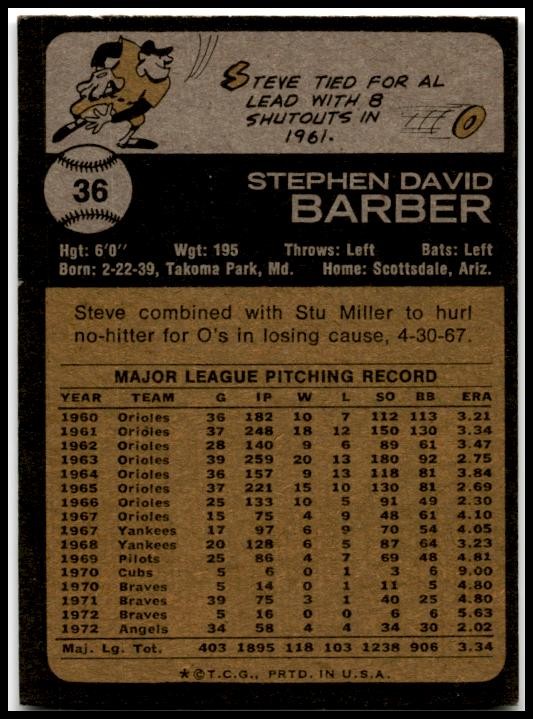 STEVE TIED FOR AL
LEAD WITH 8
SHUTOUTS IN
1961.
36
STEPHEN DAVID
BARBER
Hgt: 6'0" Wgt: 195 Throws: Left Bats: Left
Born: 2-22-39, Takoma Park, Md. Home: Scottsdale, Ariz.
Steve combined with Stu Miller to hurl
no-hitter for O's in losing cause, 4-30-67.
MAJOR LEAGUE PITCHING RECORD
YEAR TEAM G IP W L SO BB ERA
1960 Orioles 36 182 10 7 112 113 3.21
1961 Orioles 37 248 18 12 150 130 3.34
1962 Orioles 28 140 9 6 89 61 3.47
1963 Orioles 39 259 20 13 180 92 2.75
1964 Orioles 36 157 9 13 118 81 3.84
1965 Orioles 37 221 15 10 130 81 2.69
1966 Orioles 25 133 10 5 91 49 2.30
1967 Orioles 15 75 4 9 48 61 4.10
1967 Yankees 17 97 6 9 70 54 4.05
1968 Yankees 20 128 6 5 87 64 3.23
1969 Pilots 25 86 4 7 69 48 4.81
1970 Cubs 5 6 0 1 3 6 9.00
1970 Braves 5 14 0 1 11 5 4.80
1971 Braves 39 75 3 1 40 25 4.80
1972 Braves 5 16 0 0 6 6 5.63
1972 Angels 34 58 4 4 34 30 2.02
Maj. Lg. Tot. 403 1895 118 103 1238 906 3.34
*©T.C.G., PRTD. IN U.S.A.